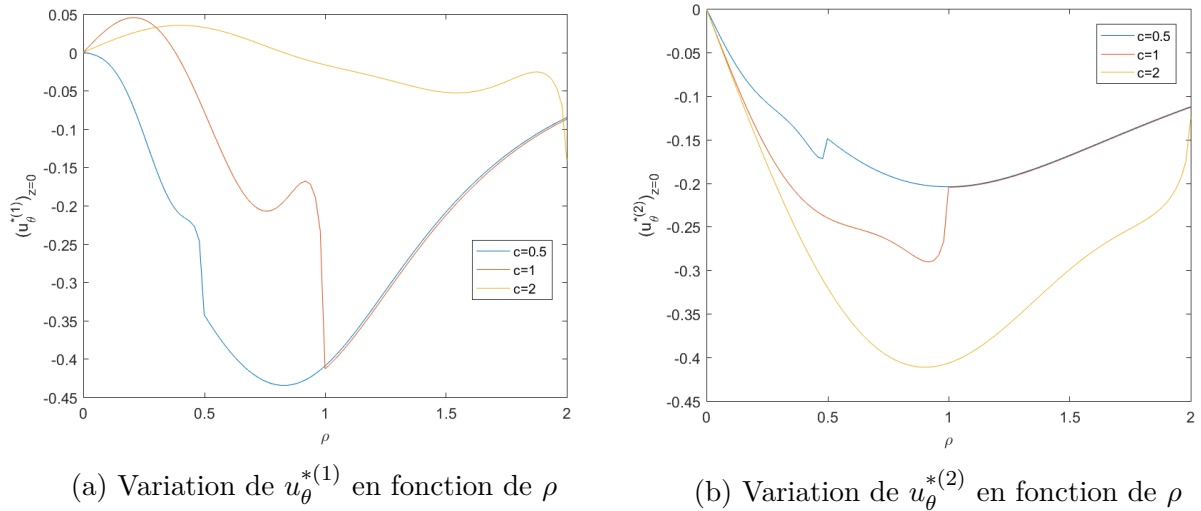 0.05
0
-0.05
-0.1
-0.15
-0.2
-0.25
-0.3
-0.35
-0.4
-0.45
(u_θ^{*(1)})_{z=0}
c=0.5
c=1
c=2
0 0.5 1 1.5 2
ρ
(a) Variation de u_θ^{*(1)} en fonction de ρ
0
-0.05
-0.1
-0.15
-0.2
-0.25
-0.3
-0.35
-0.4
-0.45
(u_θ^{*(2)})_{z=0}
c=0.5
c=1
c=2
0 0.5 1 1.5 2
ρ
(b) Variation de u_θ^{*(2)} en fonction de ρ